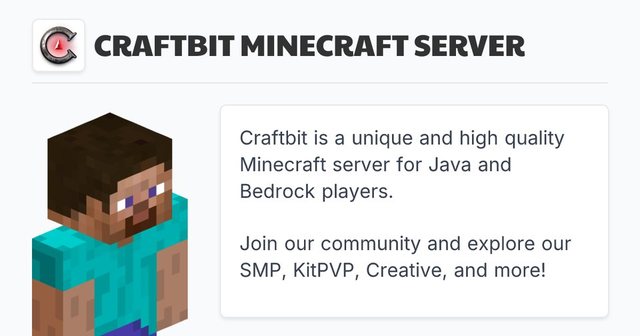 CRAFTBIT MINECRAFT SERVER
Craftbit is a unique and high quality
Minecraft server for Java and
Bedrock players.
Join our community and explore our
SMP, KitPVP, Creative, and more!